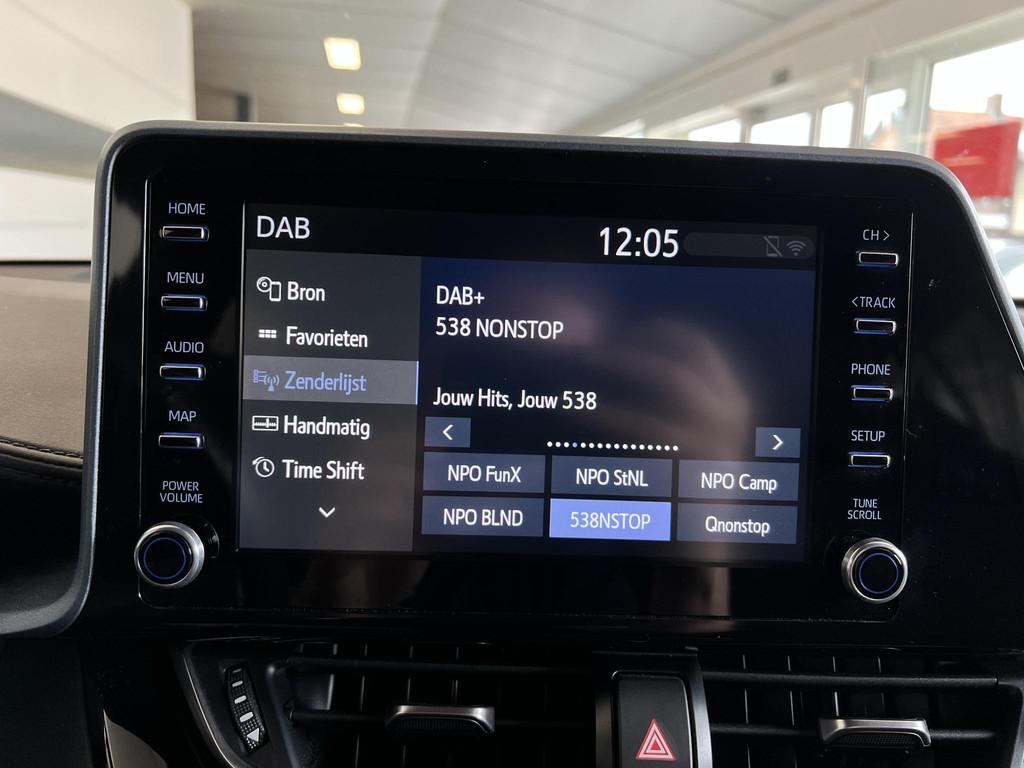 HOME
MENU
AUDIO
MAP
POWER
VOLUME
DAB
12:05
Bron
Favorieten
Zenderlijst
Handmatig
Time Shift
DAB+
538 NONSTOP
Jouw Hits, Jouw 538
< >
NPO FunX NPO StNL NPO Camp
NPO BLND 538NSTOP Qnonstop
CH >
< TRACK
PHONE
SETUP
TUNE
SCROLL